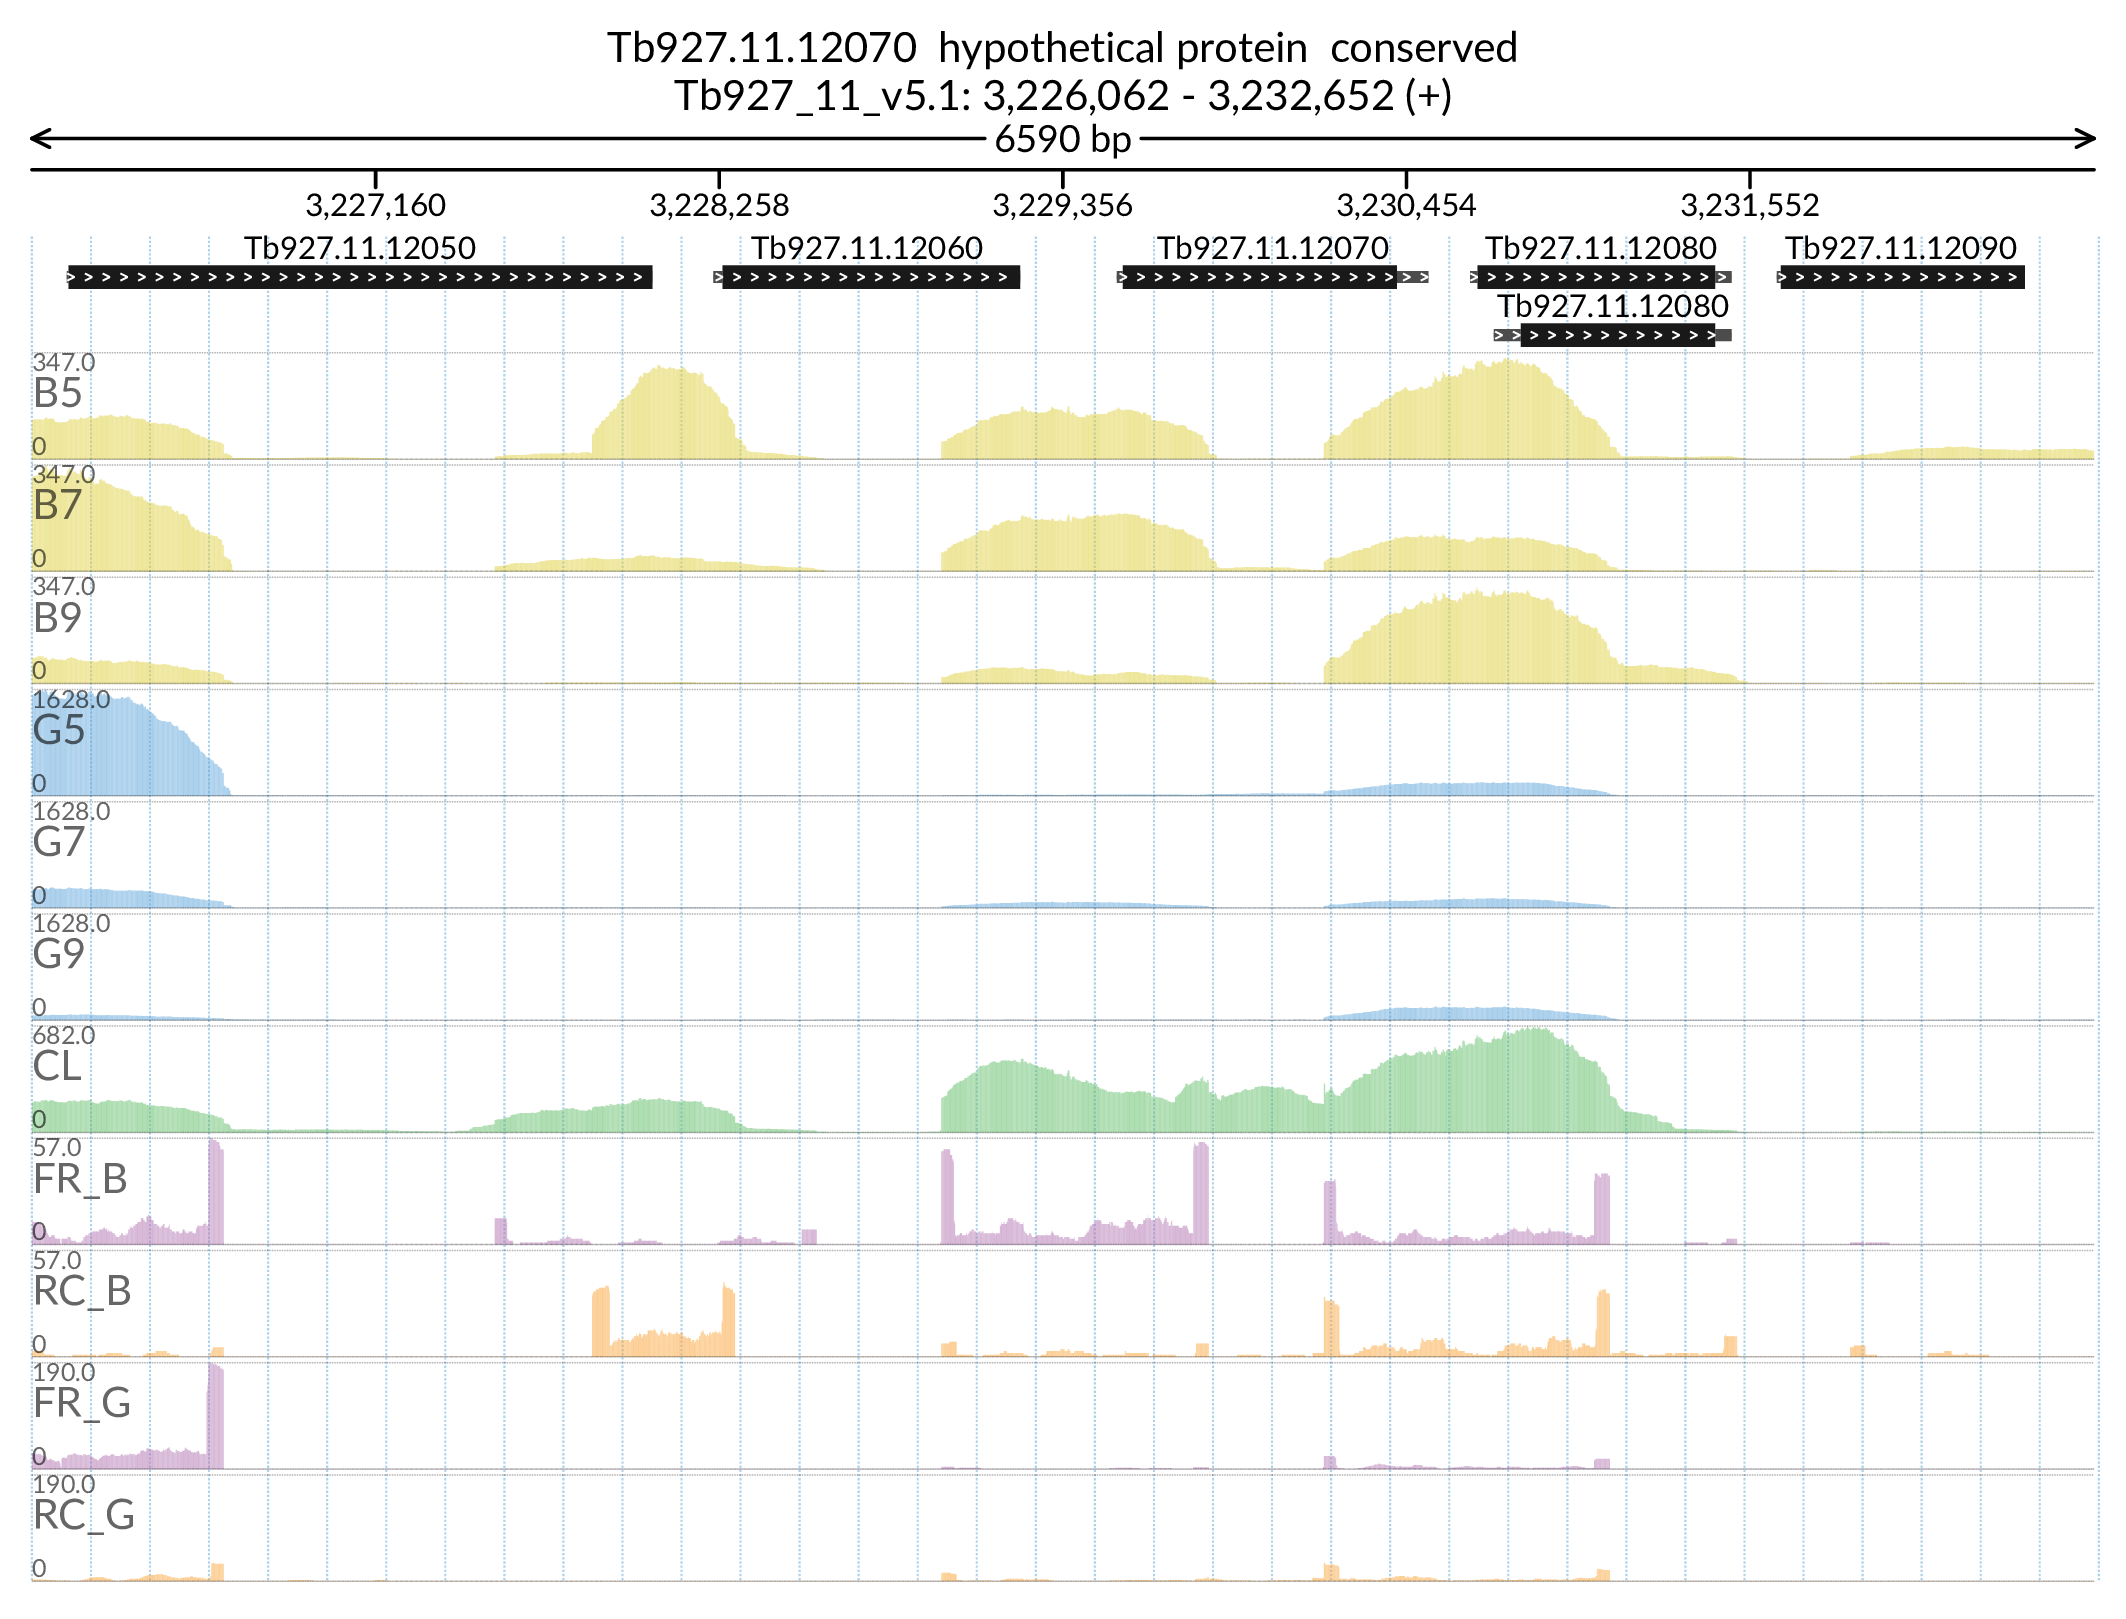 Tb927.11.12070  hypothetical protein  conserved
Tb927_11_v5.1: 3,226,062 - 3,232,652 (+)
6590 bp
3,227,160 3,228,258 3,229,356 3,230,454 3,231,552
Tb927.11.12050 Tb927.11.12060 Tb927.11.12070 Tb927.11.12080 Tb927.11.12090
Tb927.11.12080
347.0
B5
0
347.0
B7
0
347.0
B9
0
1628.0
G5
0
1628.0
G7
0
1628.0
G9
0
682.0
CL
0
57.0
FR_B
0
57.0
RC_B
0
190.0
FR_G
0
190.0
RC_G
0